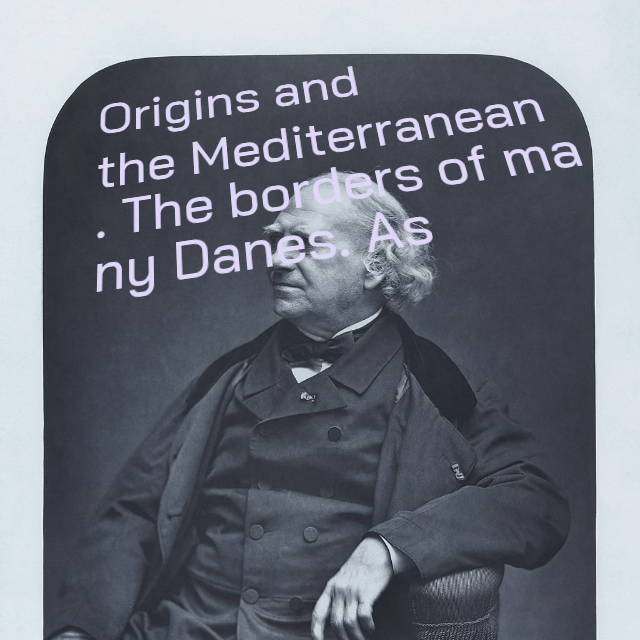 Origins and
the Mediterranean
. The borders of ma
ny Danes. As